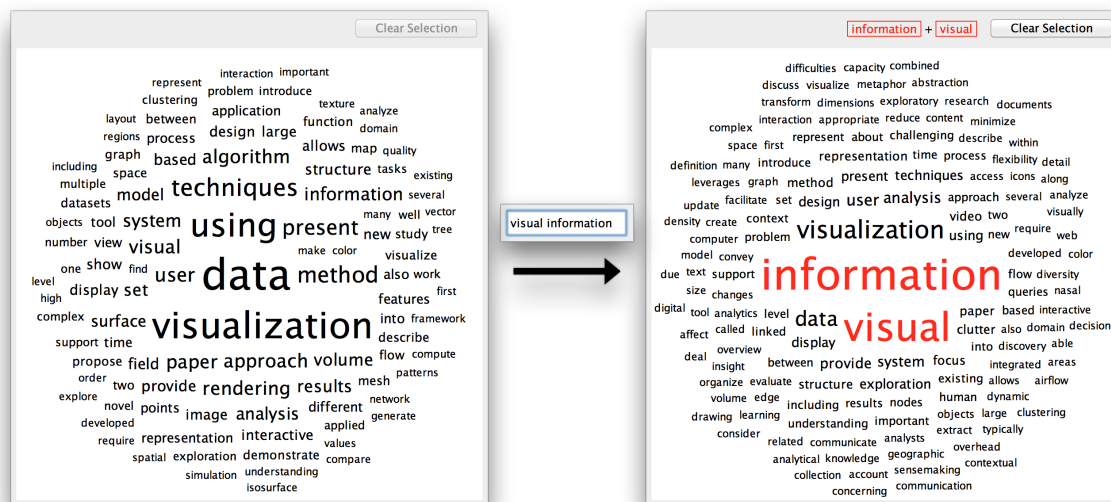 Clear Selection
interaction important
represent problem introduce
clustering application texture analyze
layout between design large function domain
regions process allows map quality
graph based algorithm structure tasks existing
including space
multiple model techniques information several
datasets
objects tool system using present many well vector
new study tree
number view visual make color
visualize
one show find user data method also work
level
high display set features first
complex surface visualization into framework
describe
support time
propose field paper approach volume flow compute
order two provide rendering results mesh patterns
explore network
novel points image analysis different generate
developed applied
require representation interactive values
spatial exploration demonstrate compare
simulation understanding
isosurface
visual information
information + visual Clear Selection
difficulties capacity combined
discuss visualize metaphor abstraction
transform dimensions exploratory research documents
interaction appropriate reduce content minimize
complex
space first represent about challenging describe within
definition many introduce representation time process flexibility detail
leverages graph method present techniques access icons along
update facilitate set design user analysis approach several analyze
density create context visualization video two visually
computer problem using new require web
model convey information developed color
due text support flow diversity
size changes queries nasal
digital tool analytics level data visual paper based interactive
affect called linked display clutter also domain decision
into discovery able
deal overview
insight between provide system focus integrated areas
organize evaluate structure exploration existing allows airflow
volume edge including results nodes human dynamic
drawing learning understanding important objects large clustering
consider extract typically
related communicate analysts overhead
analytical knowledge geographic contextual
collection account sensemaking
concerning communication